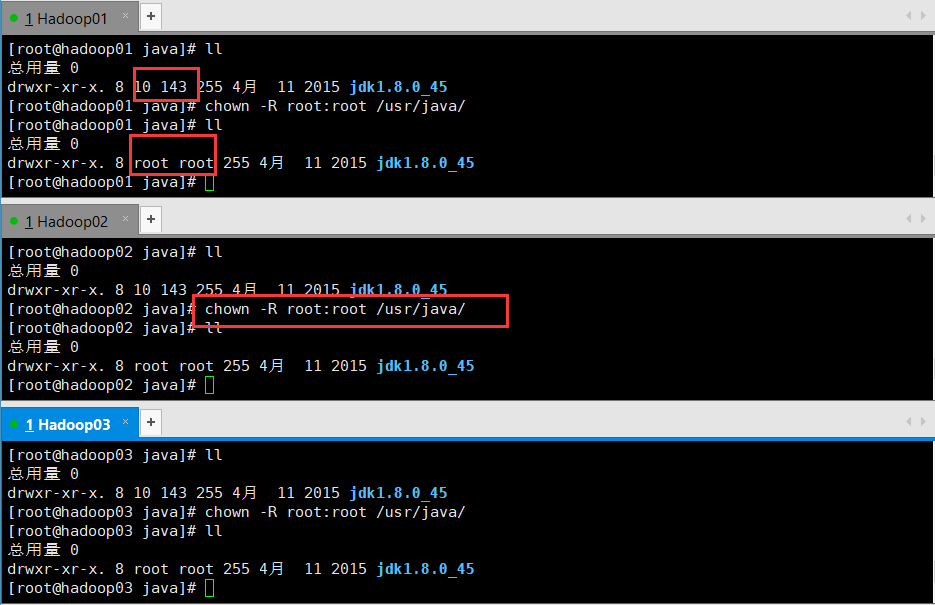 1 Hadoop01 × +
[root@hadoop01 java]# ll
总用量 0
drwxr-xr-x. 8 10 143 255 4月  11 2015 jdk1.8.0_45
[root@hadoop01 java]# chown -R root:root /usr/java/
[root@hadoop01 java]# ll
总用量 0
drwxr-xr-x. 8 root root 255 4月  11 2015 jdk1.8.0_45
[root@hadoop01 java]#
1 Hadoop02 × +
[root@hadoop02 java]# ll
总用量 0
drwxr-xr-x. 8 10 143 255 4月  11 2015 jdk1.8.0_45
[root@hadoop02 java]# chown -R root:root /usr/java/
[root@hadoop02 java]# ll
总用量 0
drwxr-xr-x. 8 root root 255 4月  11 2015 jdk1.8.0_45
[root@hadoop02 java]#
1 Hadoop03 × +
[root@hadoop03 java]# ll
总用量 0
drwxr-xr-x. 8 10 143 255 4月  11 2015 jdk1.8.0_45
[root@hadoop03 java]# chown -R root:root /usr/java/
[root@hadoop03 java]# ll
总用量 0
drwxr-xr-x. 8 root root 255 4月  11 2015 jdk1.8.0_45
[root@hadoop03 java]#